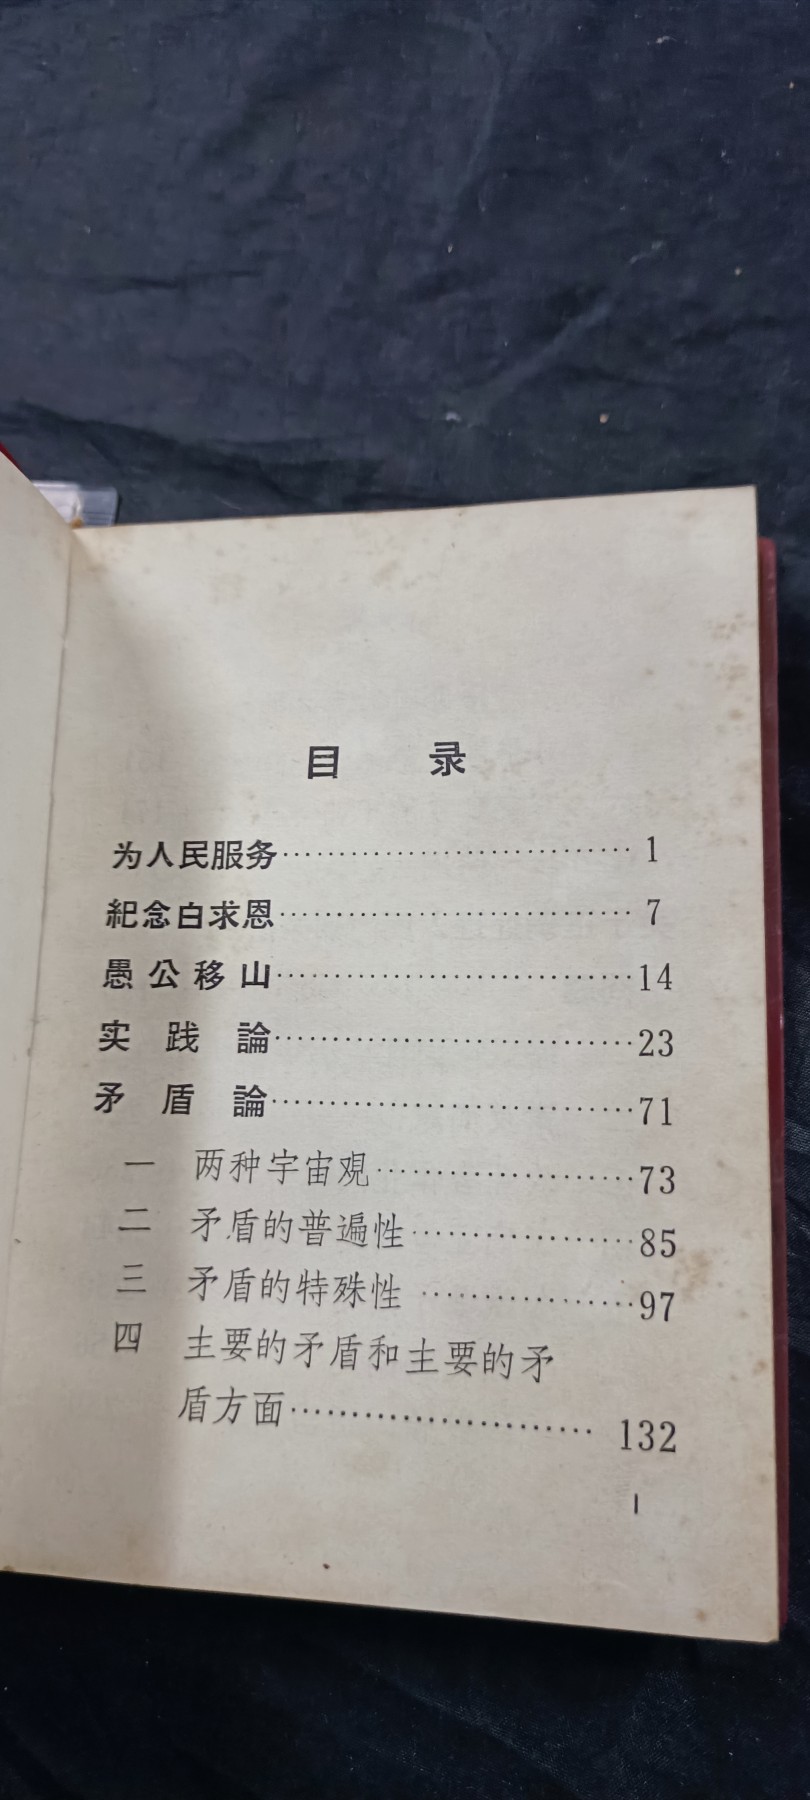 目 录
为人民服务…………………………1
紀念白求恩…………………………7
愚公移山…………………………14
实践論…………………………23
矛盾論…………………………71
一 两种宇宙观…………………73
二 矛盾的普遍性………………85
三 矛盾的特殊性………………97
四 主要的矛盾和主要的矛
盾方面………………………132
1